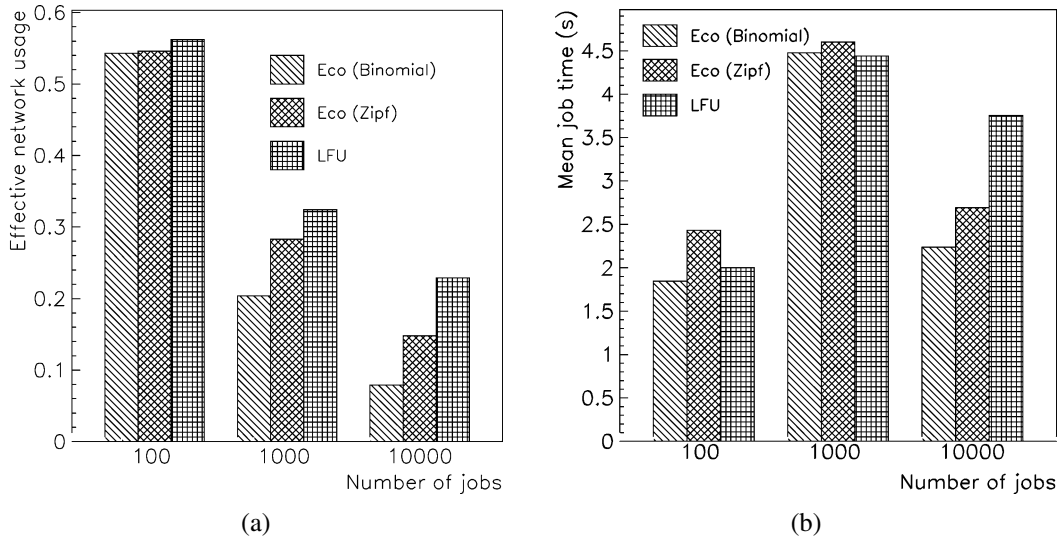 Effective network usage
0.6
0.5
0.4
0.3
0.2
0.1
0
Eco (Binomial)
Eco (Zipf)
LFU
100
1000
10000
Number of jobs
(a)
Mean job time (s)
4.5
4
3.5
3
2.5
2
1.5
1
0.5
0
Eco (Binomial)
Eco (Zipf)
LFU
100
1000
10000
Number of jobs
(b)